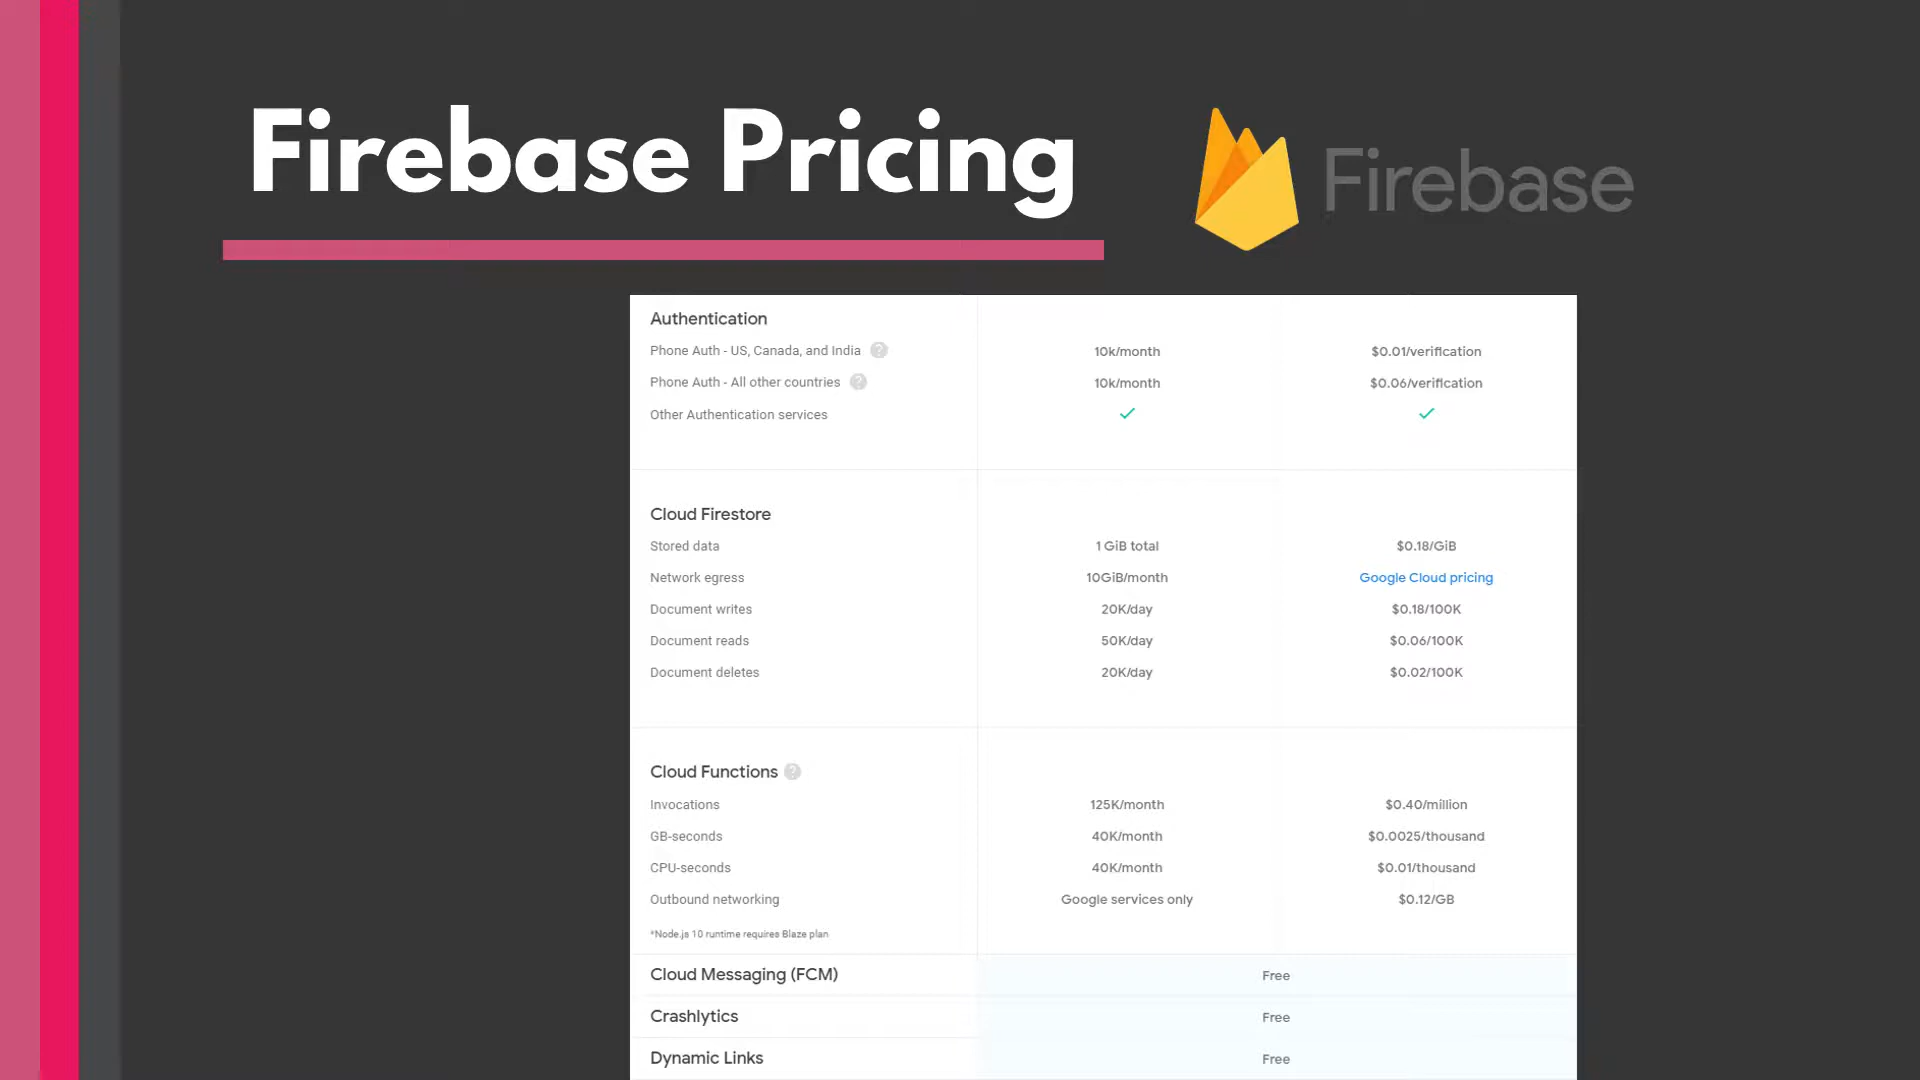 Firebase Pricing
Firebase
Authentication
Phone Auth - US, Canada, and India ? 10k/month $0.01/verification
Phone Auth - All other countries ? 10k/month $0.06/verification
Other Authentication services ✓ ✓
Cloud Firestore
Stored data 1 GiB total $0.18/GiB
Network egress 10GiB/month Google Cloud pricing
Document writes 20K/day $0.18/100K
Document reads 50K/day $0.06/100K
Document deletes 20K/day $0.02/100K
Cloud Functions ?
Invocations 125K/month $0.40/million
GB-seconds 40K/month $0.0025/thousand
CPU-seconds 40K/month $0.01/thousand
Outbound networking Google services only $0.12/GB
*Node.js 10 runtime requires Blaze plan
Cloud Messaging (FCM) Free
Crashlytics Free
Dynamic Links Free